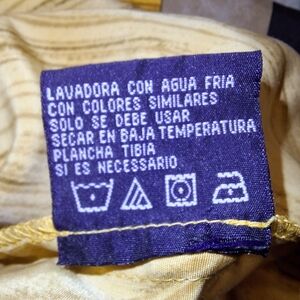 LAVADORA CON AGUA FRIA
CON COLORES SIMILARES
SOLO SE DEBE USAR
SECAR EN BAJA TEMPERATURA
PLANCHA TIBIA
SI ES NECESSARIO